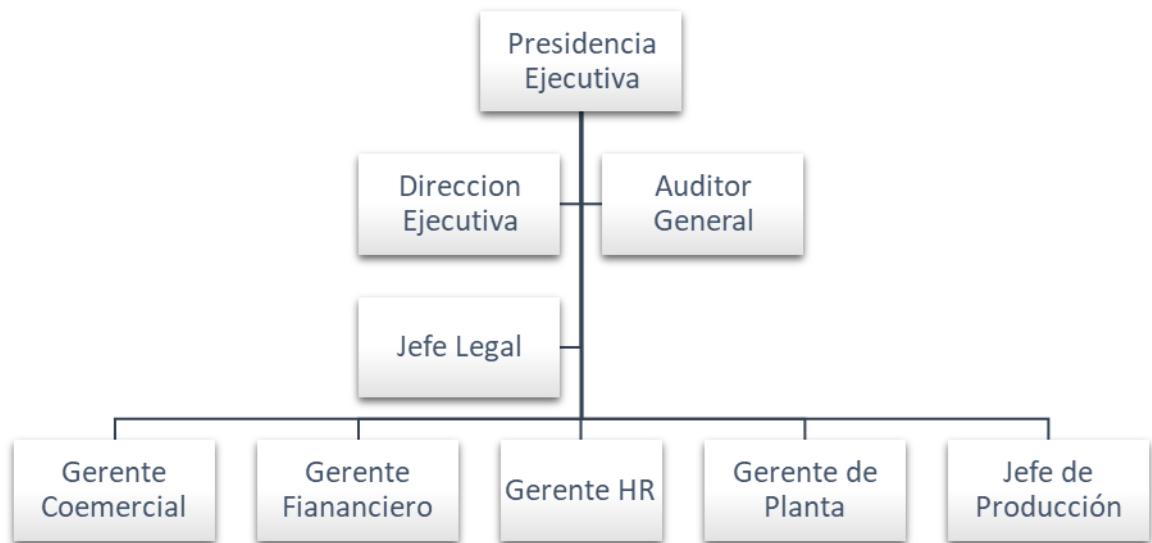 Presidencia
Ejecutiva
Direccion
Ejecutiva
Auditor
General
Jefe Legal
Gerente
Coemercial
Gerente
Fiananciero
Gerente HR
Gerente de
Planta
Jefe de
Producción